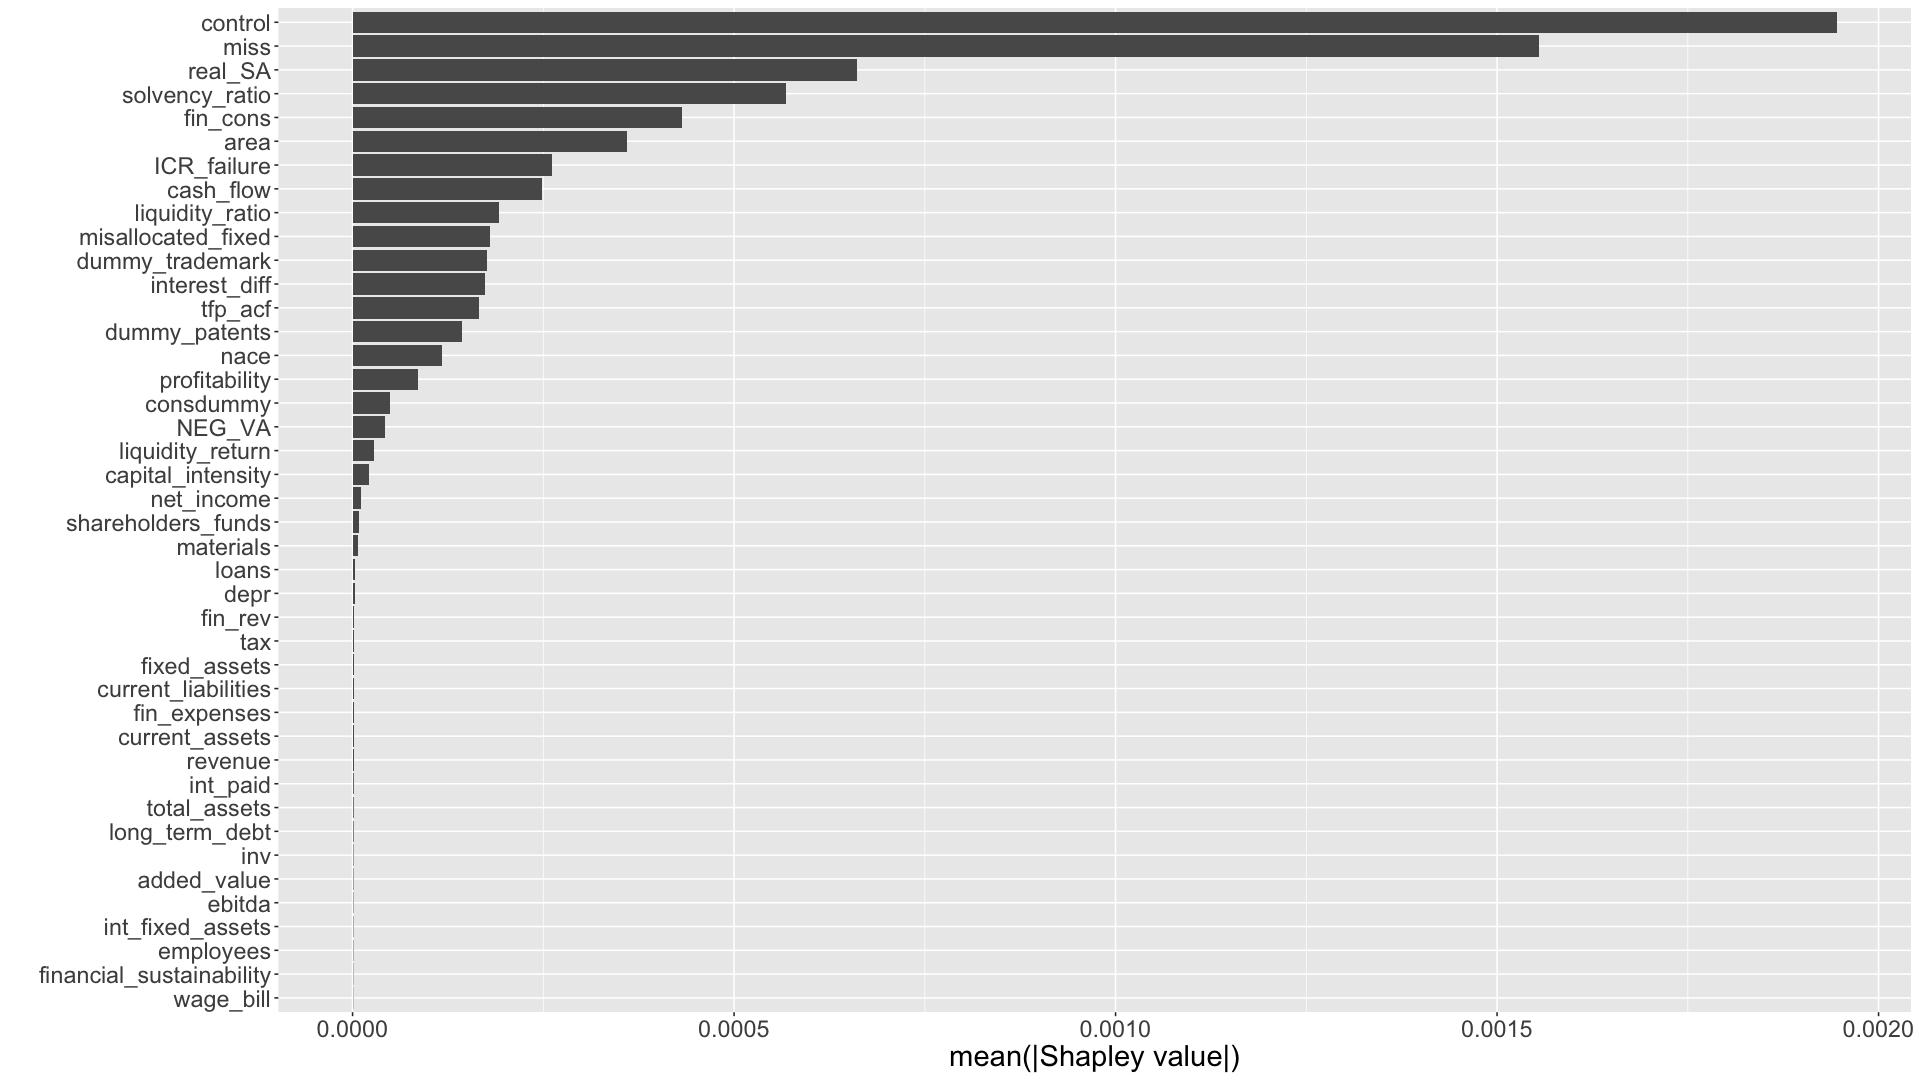 control
miss
real_SA
solvency_ratio
fin_cons
area
ICR_failure
cash_flow
liquidity_ratio
misallocated_fixed
dummy_trademark
interest_diff
tfp_acf
dummy_patents
nace
profitability
consdummy
NEG_VA
liquidity_return
capital_intensity
net_income
shareholders_funds
materials
loans
depr
fin_rev
tax
fixed_assets
current_liabilities
fin_expenses
current_assets
revenue
int_paid
total_assets
long_term_debt
inv
added_value
ebitda
int_fixed_assets
employees
financial_sustainability
wage_bill
0.0000 0.0005 0.0010 0.0015 0.0020
mean(|Shapley value|)